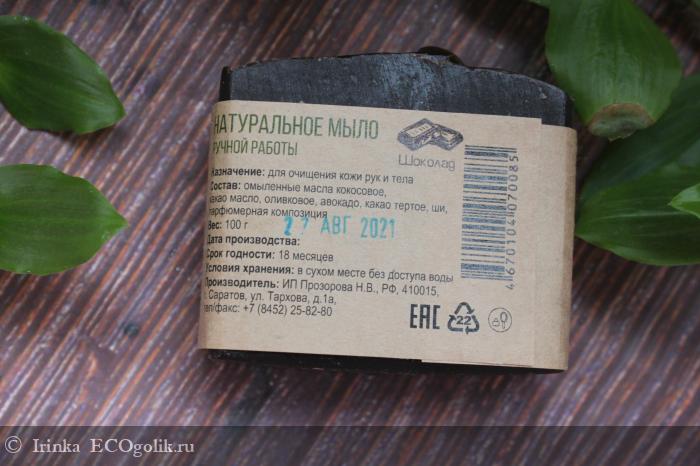 НАТУРАЛЬНОЕ МЫЛО
РУЧНОЙ РАБОТЫ
Шоколад
Назначение: для очищения кожи рук и тела
Состав: омыленные масла кокосовое,
какао масло, оливковое, авокадо, какао тертое, ши,
парфюмерная композиция
Вес: 100 г
27 АВГ 2021
Дата производства:
Срок годности: 18 месяцев
Условия хранения: в сухом месте без доступа воды
Производитель: ИП Прозорова Н.В., РФ, 410015,
г. Саратов, ул. Тархова, д.1а,
тел/факс: +7 (8452) 25-82-80
4670104070085
ЕАС
22
© Irinka ECOgolik.ru